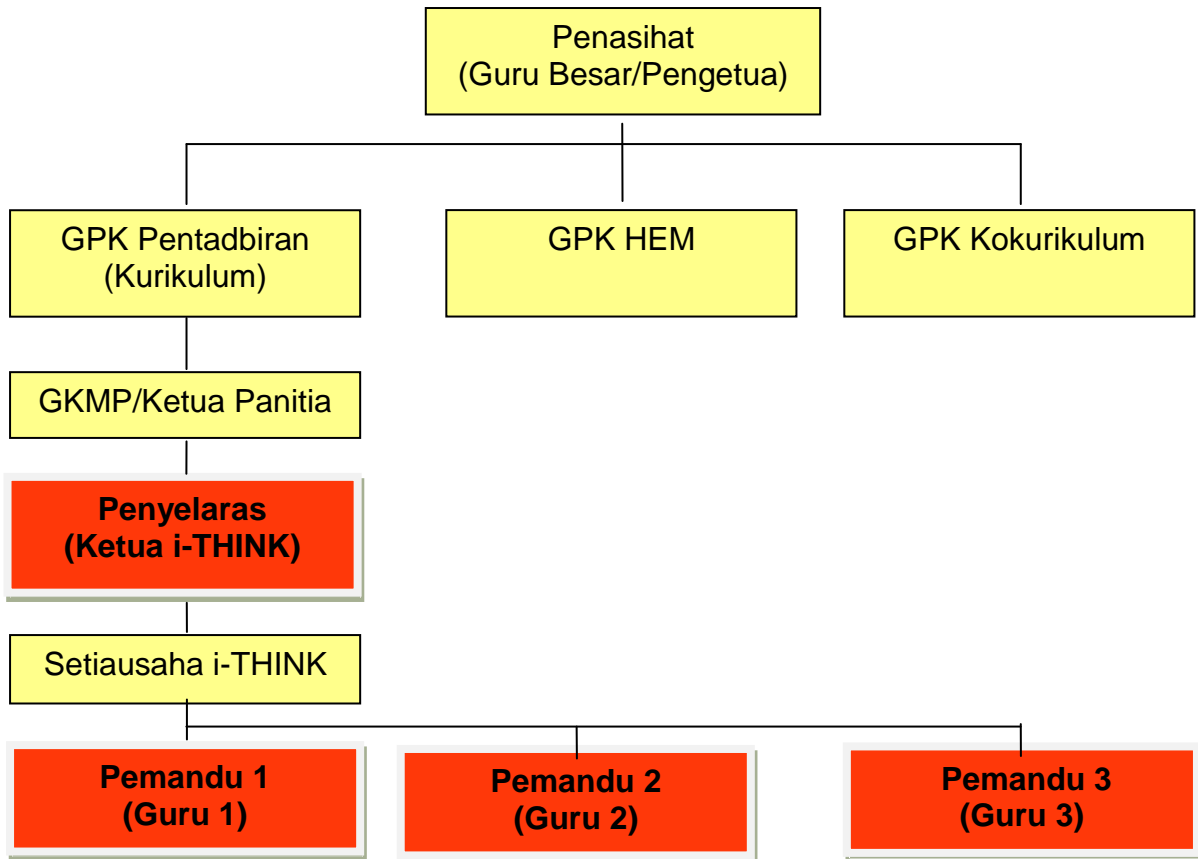 Penasihat
(Guru Besar/Pengetua)
GPK Pentadbiran
(Kurikulum)
GPK HEM
GPK Kokurikulum
GKMP/Ketua Panitia
Penyelaras
(Ketua i-THINK)
Setiausaha i-THINK
Pemandu 1
(Guru 1)
Pemandu 2
(Guru 2)
Pemandu 3
(Guru 3)